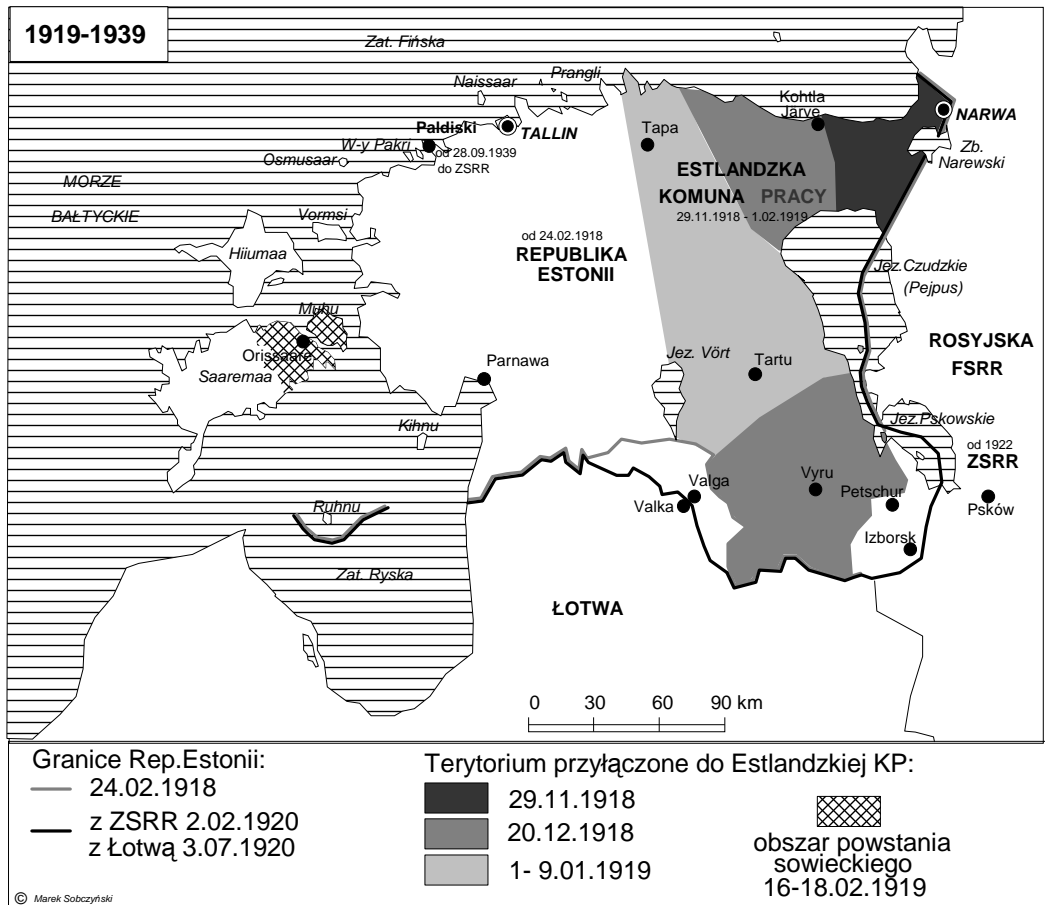 1919-1939
Zat. Fińska
Naissaar
Prangli
Kohtla
Järve
NARWA
Paldiski
TALLIN
Tapa
W-y Pakri
od 28.09.1939
do ZSRR
Osmusaar
Zb.
Narewski
MORZE
BAŁTYCKIE
ESTLANDZKA
KOMUNA PRACY
29.11.1918 - 1.02.1919
Vormsi
od 24.02.1918
REPUBLIKA
ESTONII
Hiiumaa
Jez.Czudzkie
(Pejpus)
Muhu
ROSYJSKA
FSRR
Orissaare
Saaremaa
Parnawa
Jez. Vört
Tartu
Kihnu
Jez.Pskowskie
od 1922
ZSRR
Valga
Valka
Vyru
Petschur
Psków
Ruhnu
Izborsk
Zat. Ryska
ŁOTWA
0 30 60 90 km
Granice Rep.Estonii:
24.02.1918
z ZSRR 2.02.1920
z Łotwą 3.07.1920
Terytorium przyłączone do Estlandzkiej KP:
29.11.1918
20.12.1918
1- 9.01.1919
obszar powstania
sowieckiego
16-18.02.1919
© Marek Sobczyński